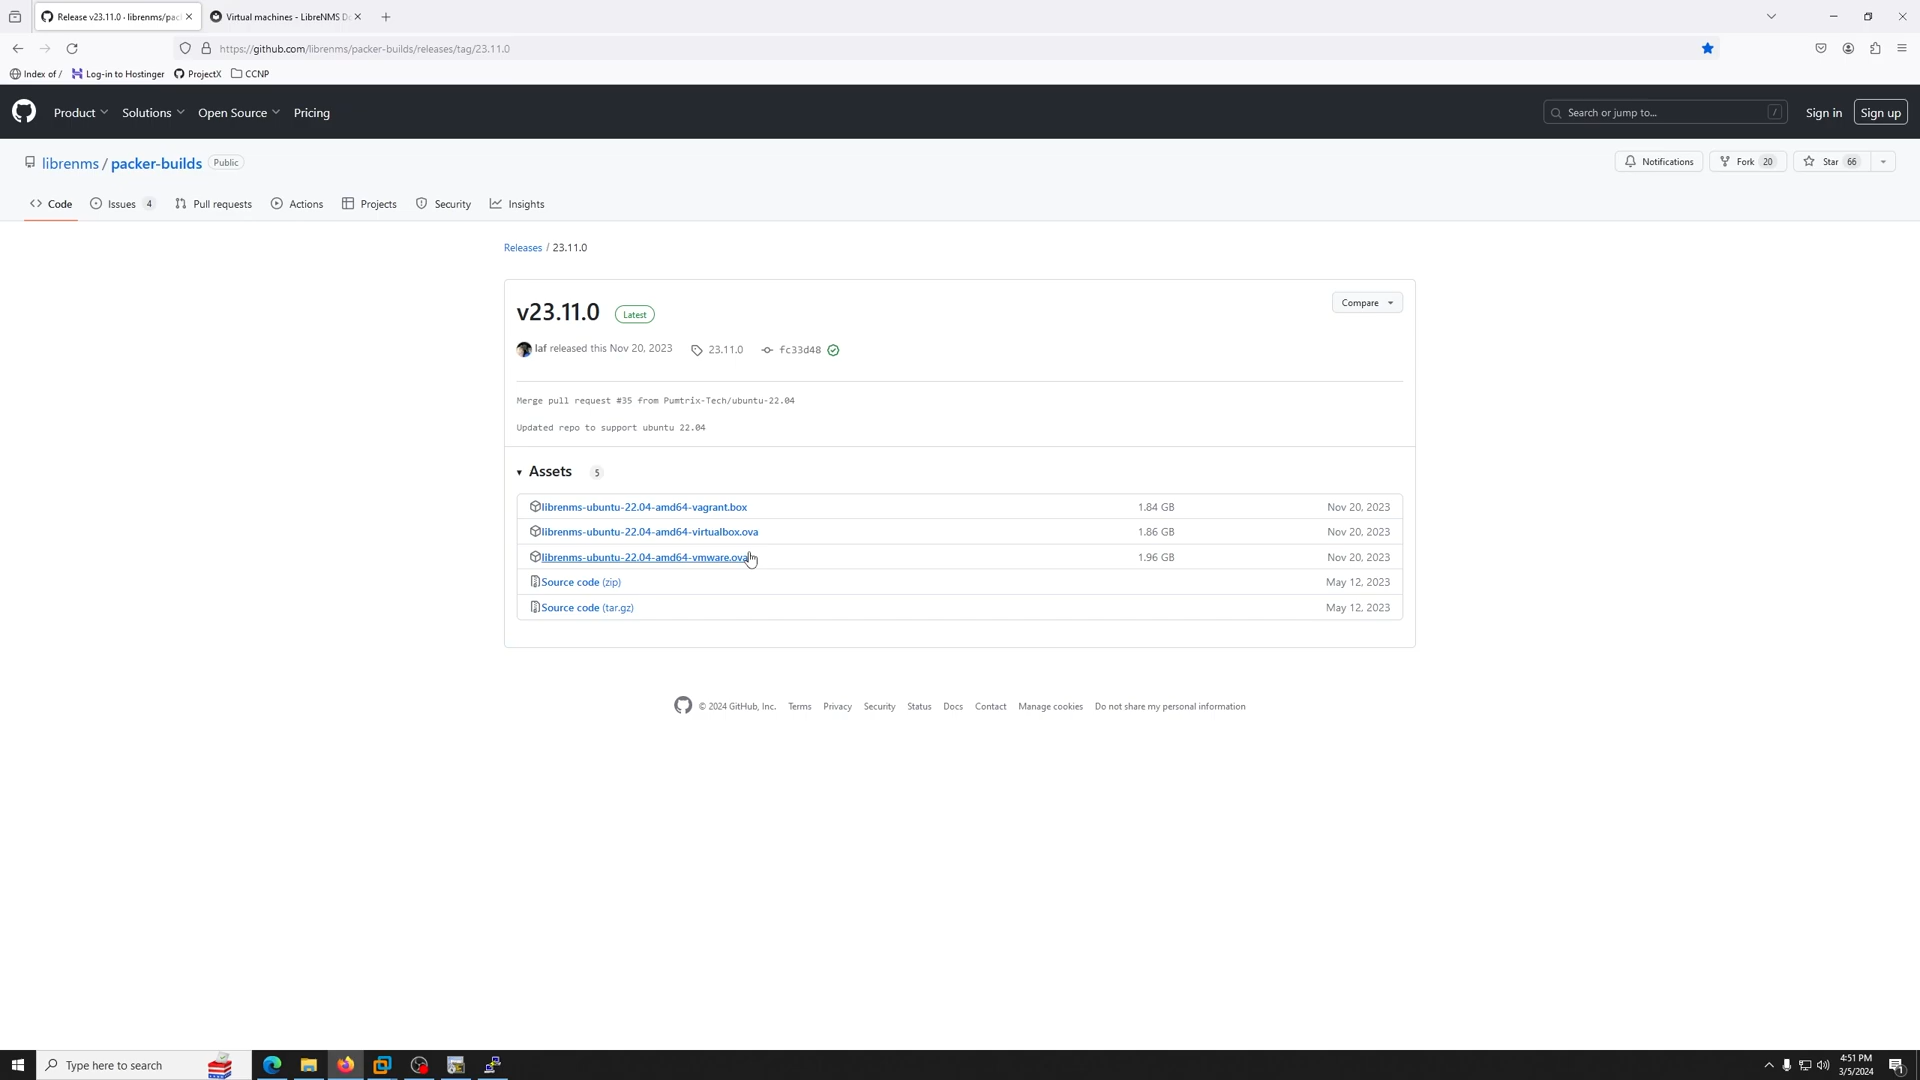 Release v23.11.0 · librenms/pac
Virtual machines - LibreNMS D
https://github.com/librenms/packer-builds/releases/tag/23.11.0
Index of /
Log-in to Hostinger
ProjectX
CCNP
Product
Solutions
Open Source
Pricing
Search or jump to...
/
Sign in
Sign up
librenms / packer-builds
Public
Notifications
Fork 20
Star 66
Code
Issues 4
Pull requests
Actions
Projects
Security
Insights
Releases / 23.11.0
v23.11.0
Latest
Compare
laf released this Nov 20, 2023
23.11.0
fc33d48
Merge pull request #35 from Pumtrix-Tech/ubuntu-22.04
Updated repo to support ubuntu 22.04
Assets 5
librenms-ubuntu-22.04-amd64-vagrant.box 1.84 GB Nov 20, 2023
librenms-ubuntu-22.04-amd64-virtualbox.ova 1.86 GB Nov 20, 2023
librenms-ubuntu-22.04-amd64-vmware.ova 1.96 GB Nov 20, 2023
Source code (zip) May 12, 2023
Source code (tar.gz) May 12, 2023
© 2024 GitHub, Inc. Terms Privacy Security Status Docs Contact Manage cookies Do not share my personal information
Type here to search
4:51 PM
3/5/2024
1